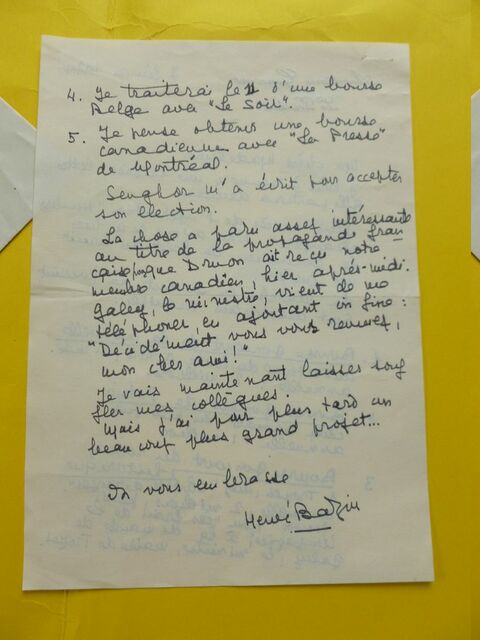 4. Je traiterai le 11 d'une bourse
Belge avec "Le Soir".
5. Je pense obtenir une bourse
canadienne avec "La Presse"
de Montréal.
Senghor m'a écrit pour accepter
son élection.
La chose a paru assez intéressante
au titre de la propagande fran
çaise pour que Druon ait reçu notre
membre canadien, hier après-midi.
Galey, le ministre, vient de me
téléphoner en ajoutant in fine :
"Décidément vous vous remuez,
mon cher ami!"
Je vais maintenant laisser souf
fler mes collègues.
Mais j'ai pour plus tard un
beaucoup plus grand projet...
Je vous embrasse
Hervé Bazin